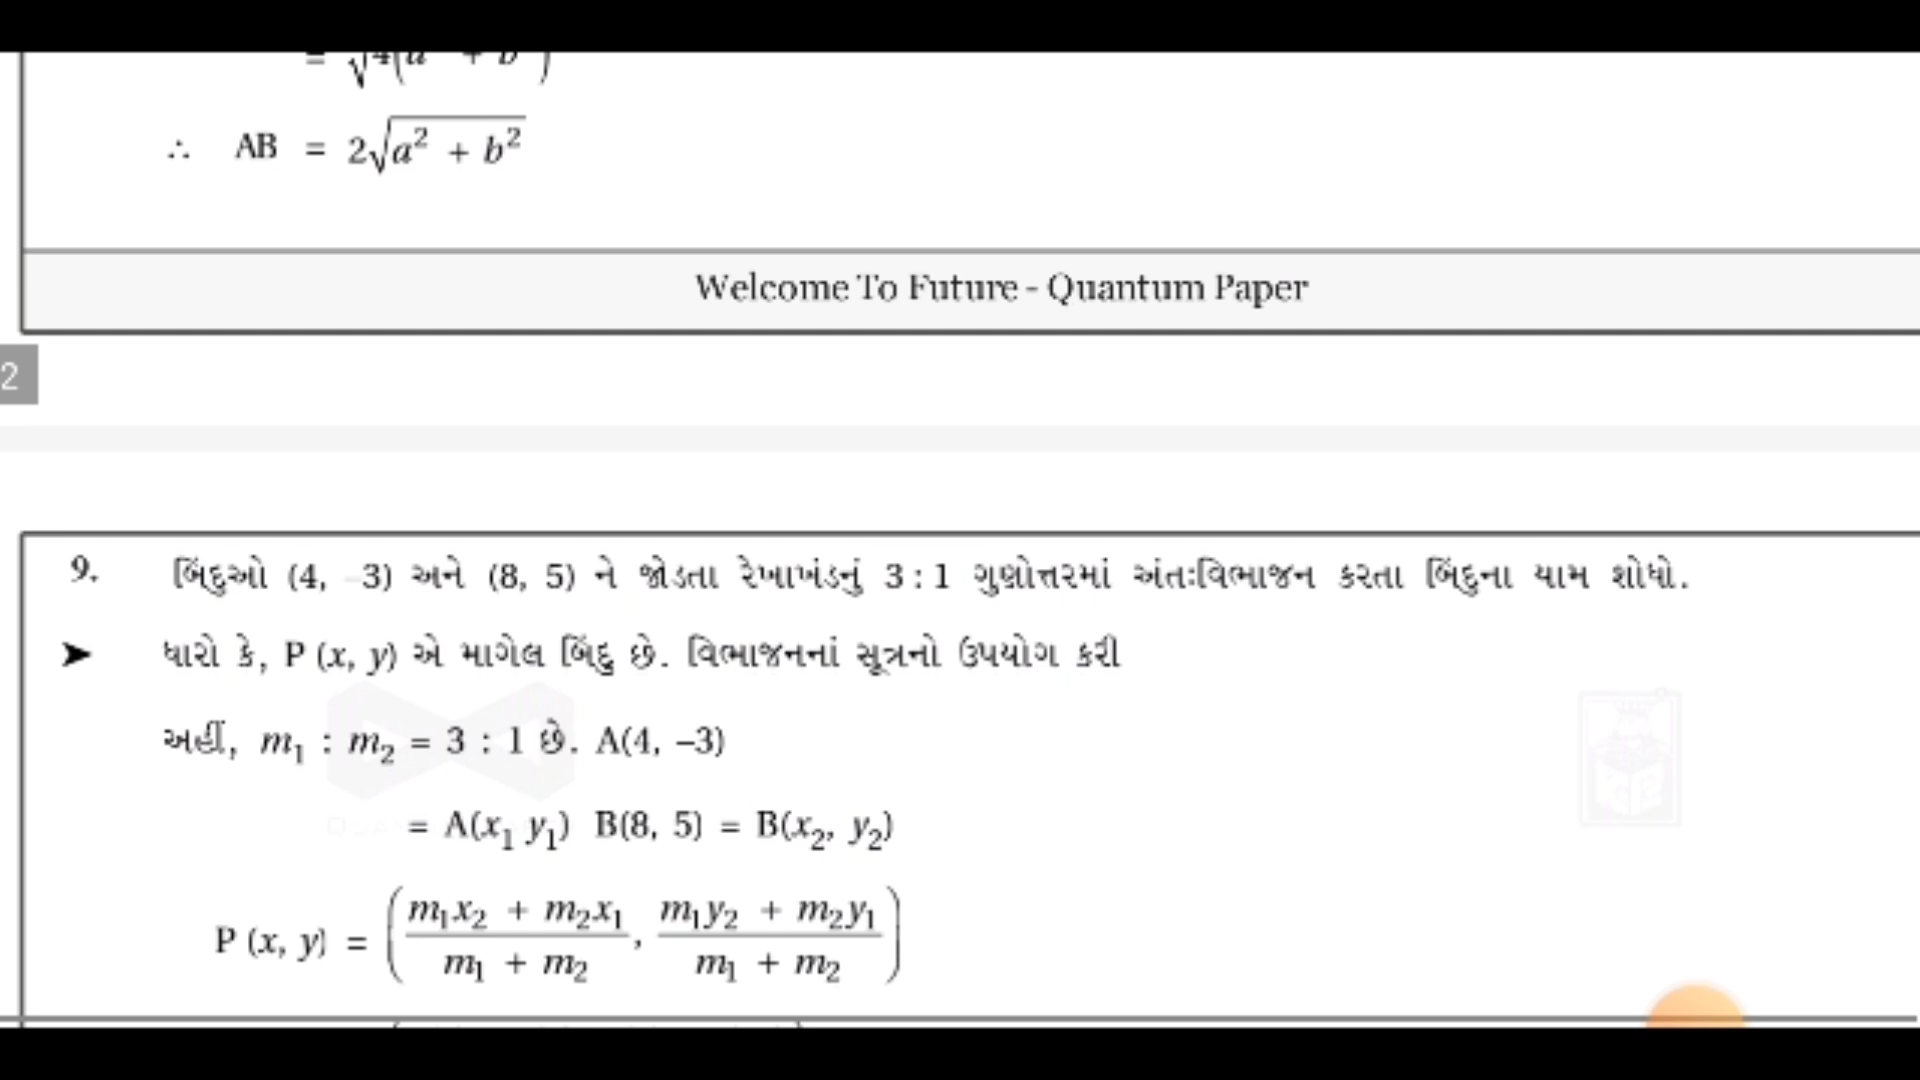 ∴ AB = 2√(a² + b²)
Welcome To Future - Quantum Paper
2
9. બિંદુઓ (4, –3) અને (8, 5) ને જોડતા રેખાખંડનું 3 : 1 ગુણોત્તરમાં અંતઃવિભાજન કરતા બિંદુના યામ શોધો.
➤ ધારો કે, P (x, y) એ માગેલ બિંદુ છે. વિભાજનનાં સૂત્રનો ઉપયોગ કરી
અહીં, m₁ : m₂ = 3 : 1 છે. A(4, –3)
= A(x₁ y₁) B(8, 5) = B(x₂, y₂)
P (x, y) = ( (m₁x₂ + m₂x₁)/(m₁ + m₂) , (m₁y₂ + m₂y₁)/(m₁ + m₂) )